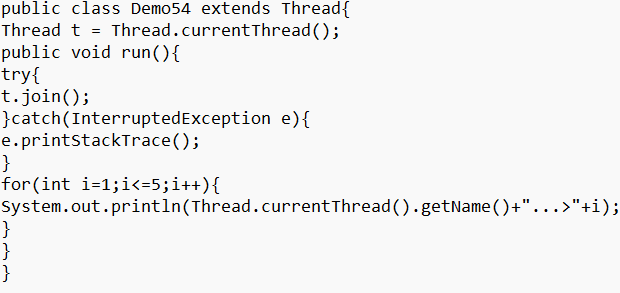 public class Demo54 extends Thread{
Thread t = Thread.currentThread();
public void run(){
try{
t.join();
}catch(InterruptedException e){
e.printStackTrace();
}
for(int i=1;i<=5;i++){
System.out.println(Thread.currentThread().getName()+"...>"+i);
}
}
}